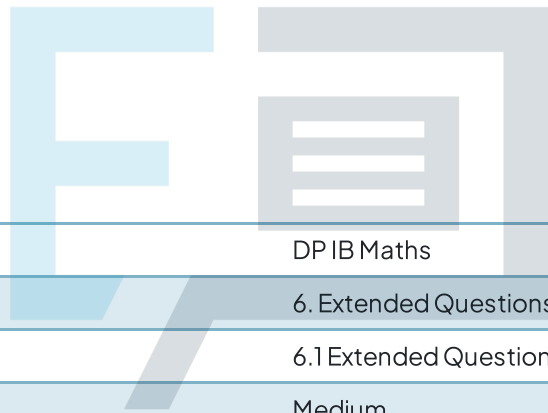 DP IB Maths
6. Extended Questions
6.1 Extended Question
Medium